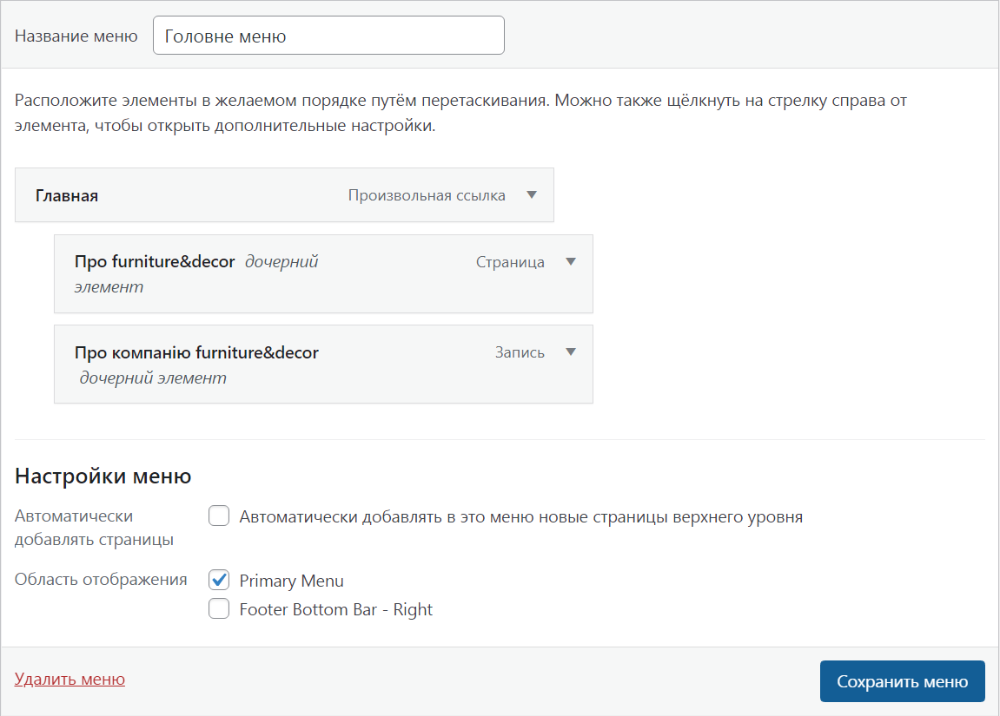 Название меню Головне меню
Расположите элементы в желаемом порядке путём перетаскивания. Можно также щёлкнуть на стрелку справа от
элемента, чтобы открыть дополнительные настройки.
Главная Произвольная ссылка
Про furniture&decor дочерний Страница
элемент
Про компанію furniture&decor Запись
дочерний элемент
Настройки меню
Автоматически Автоматически добавлять в это меню новые страницы верхнего уровня
добавлять страницы
Область отображения Primary Menu
Footer Bottom Bar - Right
Удалить меню Сохранить меню